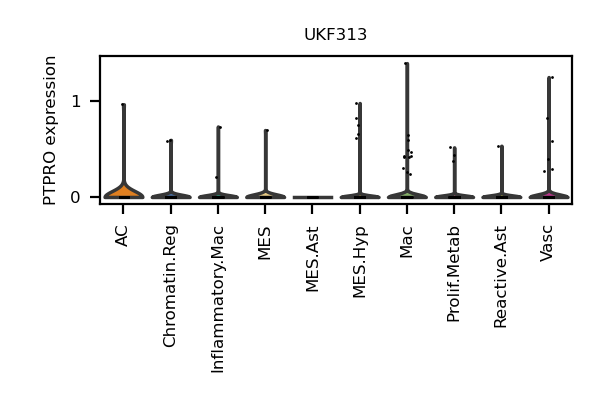 UKF313
PTPRO expression
1
0
AC
Chromatin.Reg
Inflammatory.Mac
MES
MES.Ast
MES.Hyp
Mac
Prolif.Metab
Reactive.Ast
Vasc